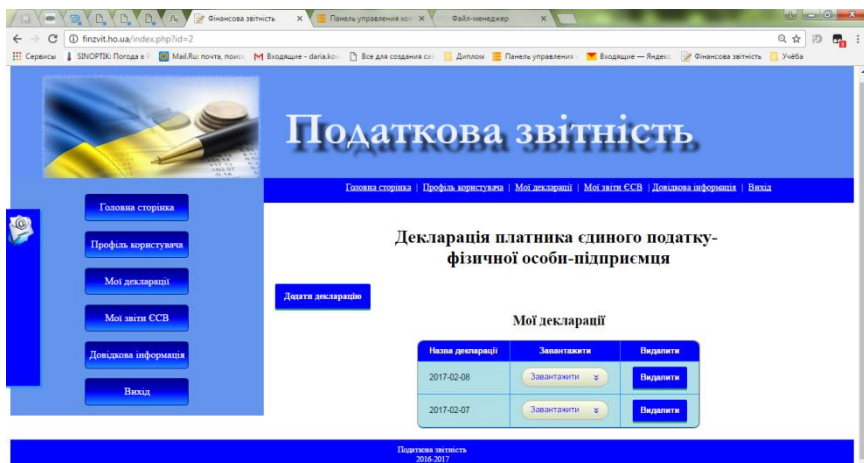 Фінансова звітність
Панель управления хос
Файл-менеджер
finzvit.ho.ua/index.php?id=2
Сервисы
SINOPTIK: Погода в
Mail.Ru: почта, поис
Входящие - daria.ko
Все для создания са
Диплом
Панель управления
Входящие — Яндекс
Фінансова звітність
Учёба
Податкова звітність
Головна сторінка | Профіль користувача | Мої декларації | Мої звіти ЄСВ | Довідкова інформація | Вихід
Головна сторінка
Профіль користувача
Мої декларації
Мої звіти ЄСВ
Довідкова інформація
Вихід
Декларація платника єдиного податку-
фізичної особи-підприємця
Додати декларацію
Мої декларації
Назва декларації Завантажити Видалити
2017-02-08 Завантажити Видалити
2017-02-07 Завантажити Видалити
Податкова звітність
2016-2017